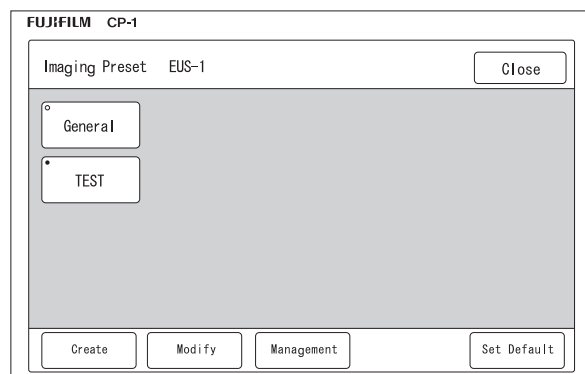 FUJIFILM CP-1
Imaging Preset EUS-1
Close
General
TEST
Create Modify Management Set Default